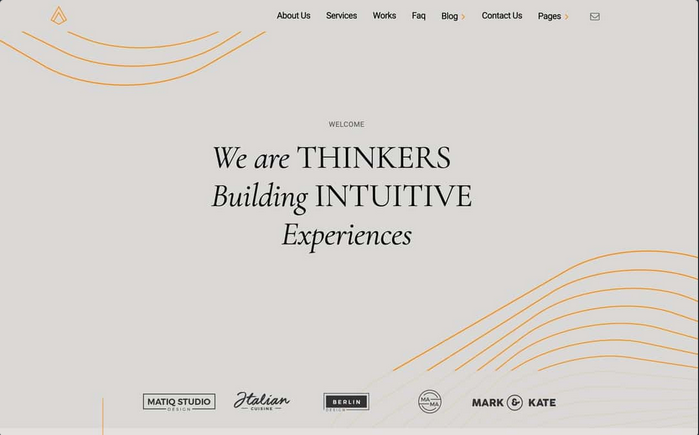 About Us Services Works Faq Blog Contact Us Pages
WELCOME
We are THINKERS
Building INTUITIVE
Experiences
MATIQ STUDIO
DESIGN
Italian
CUISINE
BERLIN
DESIGN
MA
MA
MARK & KATE